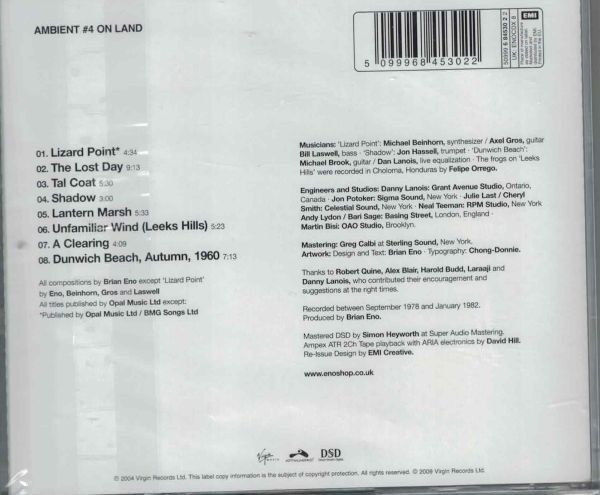 AMBIENT #4 ON LAND
5 099968 453022
50999 6 84530 2 2
UK: ENOCDX 8
EMI
01. Lizard Point* 4:34
02. The Lost Day 9:13
03. Tal Coat 5:30
04. Shadow 3:00
05. Lantern Marsh 5:33
06. Unfamiliar Wind (Leeks Hills) 5:23
07. A Clearing 4:09
08. Dunwich Beach, Autumn, 1960 7:13
All compositions by Brian Eno except 'Lizard Point'
by Eno, Beinhorn, Gros and Laswell
All titles published by Opal Music Ltd except:
*Published by Opal Music Ltd / BMG Songs Ltd
Musicians: 'Lizard Point': Michael Beinhorn, synthesizer / Axel Gros, guitar
Bill Laswell, bass · 'Shadow': Jon Hassell, trumpet · 'Dunwich Beach':
Michael Brook, guitar / Dan Lanois, live equalization · The frogs on 'Leeks
Hills' were recorded in Choloma, Honduras by Felipe Orrego.
Engineers and Studios: Danny Lanois: Grant Avenue Studio, Ontario,
Canada · Jon Potoker: Sigma Sound, New York · Julie Last / Cheryl
Smith: Celestial Sound, New York · Neal Teeman: RPM Studio, New York
Andy Lydon / Bari Sage: Basing Street, London, England ·
Martin Bisi: OAO Studio, Brooklyn.
Mastering: Greg Calbi at Sterling Sound, New York.
Artwork: Design and Text: Brian Eno · Typography: Chong-Donnie.
Thanks to Robert Quine, Alex Blair, Harold Budd, Laraaji and
Danny Lanois, who contributed their encouragement and
suggestions at the right times.
Recorded between September 1978 and January 1982.
Produced by Brian Eno.
Mastered DSD by Simon Heyworth at Super Audio Mastering.
Ampex ATR 2Ch Tape playback with ARIA electronics by David Hill.
Re-Issue Design by EMI Creative.
www.enoshop.co.uk
Virgin
DSD
© 2004 Virgin Records Ltd. This label copy information is the subject of copyright protection. All rights reserved. © 2009 Virgin Records Ltd.